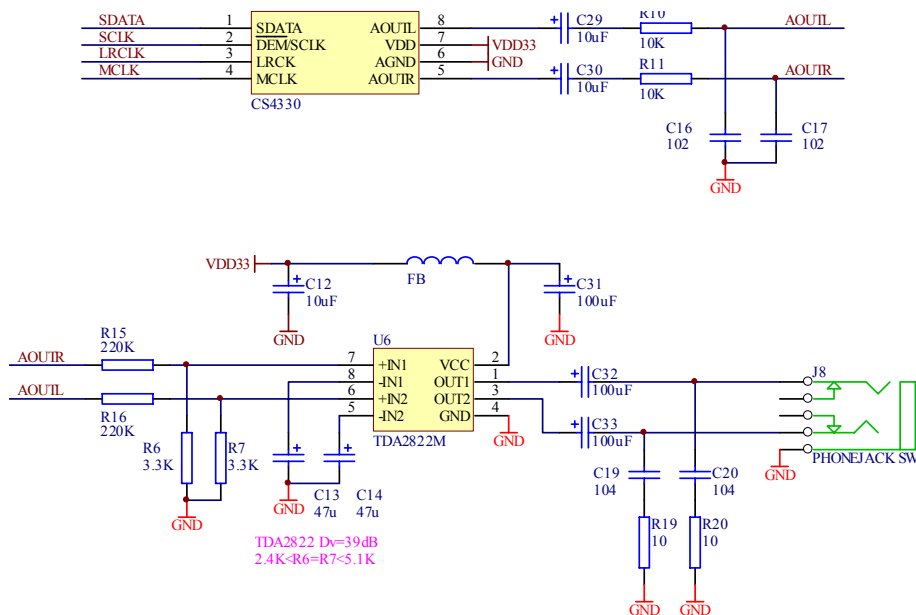 SDATA 1 SDATA AOUTL 8 C29 10uF R10 10K AOUTL
SCLK 2 DEM/SCLK VDD 7 VDD33
LRCLK 3 LRCK AGND 6 GND
MCLK 4 MCLK AOUTR 5 C30 10uF R11 10K AOUTR
CS4330
C16 102
C17 102
GND
VDD33
C12 10uF
GND
FB
C31 100uF
GND
U6
AOUTR R15 220K 7 +IN1 VCC 2
8 -IN1 OUT1 1 C32 100uF J8
AOUTL R16 220K 6 +IN2 OUT2 3 C33 100uF
5 -IN2 GND 4 GND
TDA2822M
PHONEJACK SW
GND
R6 3.3K
R7 3.3K
GND
C13 47u
C14 47u
GND
C19 104
C20 104
R19 10
R20 10
GND
GND
TDA2822 Dv=39dB
2.4K<R6=R7<5.1K